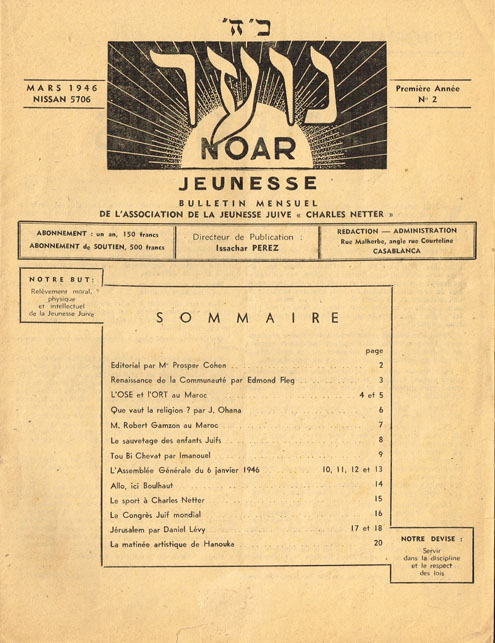 ב״ה
MARS 1946
NISSAN 5706
נוער
NOAR
Première Année
N° 2
JEUNESSE
BULLETIN MENSUEL
DE L'ASSOCIATION DE LA JEUNESSE JUIVE « CHARLES NETTER »
ABONNEMENT : un an, 150 francs
ABONNEMENT de SOUTIEN, 500 francs
Directeur de Publication :
Issachar PEREZ
REDACTION — ADMINISTRATION
Rue Malherbe, angle rue Courteline
CASABLANCA
NOTRE BUT:
Relèvement moral,
physique
et intellectuel
de la Jeunesse Juive
SOMMAIRE
page
Editorial par Me Prosper Cohen 2
Renaissance de la Communauté par Edmond Fleg 3
L'OSE et l'ORT au Maroc 4 et 5
Que vaut la religion ? par J. Ohana 6
M. Robert Gamzon au Maroc 7
Le sauvetage des enfants Juifs 8
Tou Bi Chevat par Imanouel 9
L'Assemblée Générale du 6 janvier 1946 10, 11, 12 et 13
Allo, ici Boulhaut 14
Le sport à Charles Netter 15
Le Congrès Juif mondial 16
Jérusalem par Daniel Lévy 17 et 18
La matinée artistique de Hanouka 20
NOTRE DEVISE :
Servir
dans la discipline
et le respect
des lois